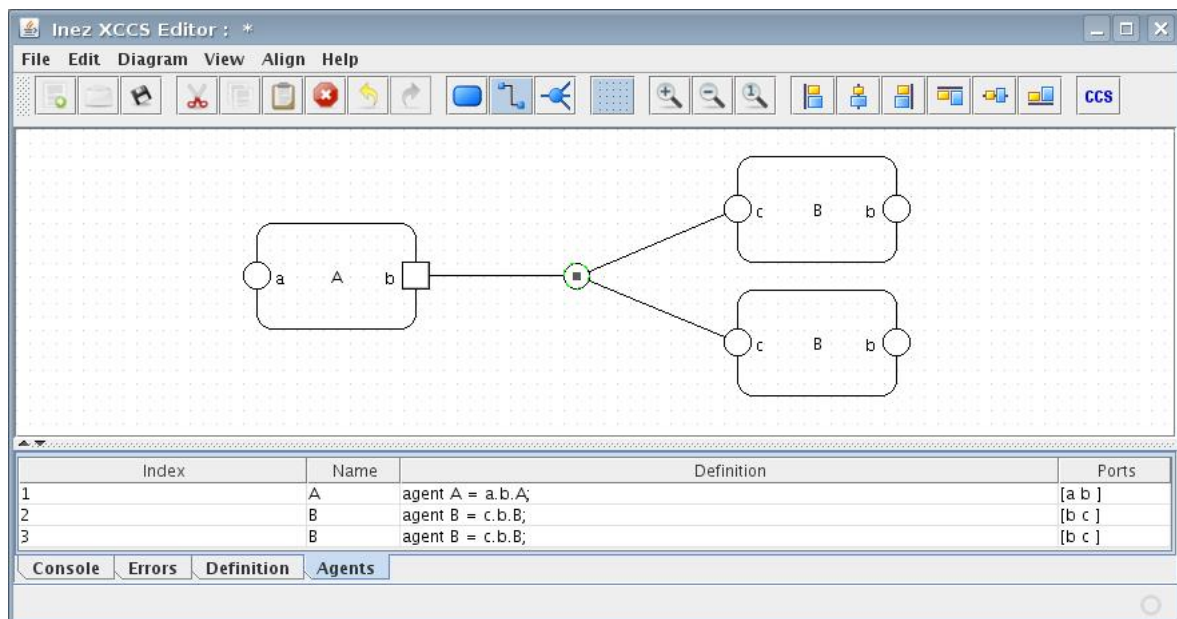 Inez XCCS Editor : *
File Edit Diagram View Align Help
1 CCS
c B b
a A b
c B b
Index Name Definition Ports
1 A agent A = a.b.A; [a b ]
2 B agent B = c.b.B; [b c ]
3 B agent B = c.b.B; [b c ]
Console Errors Definition Agents